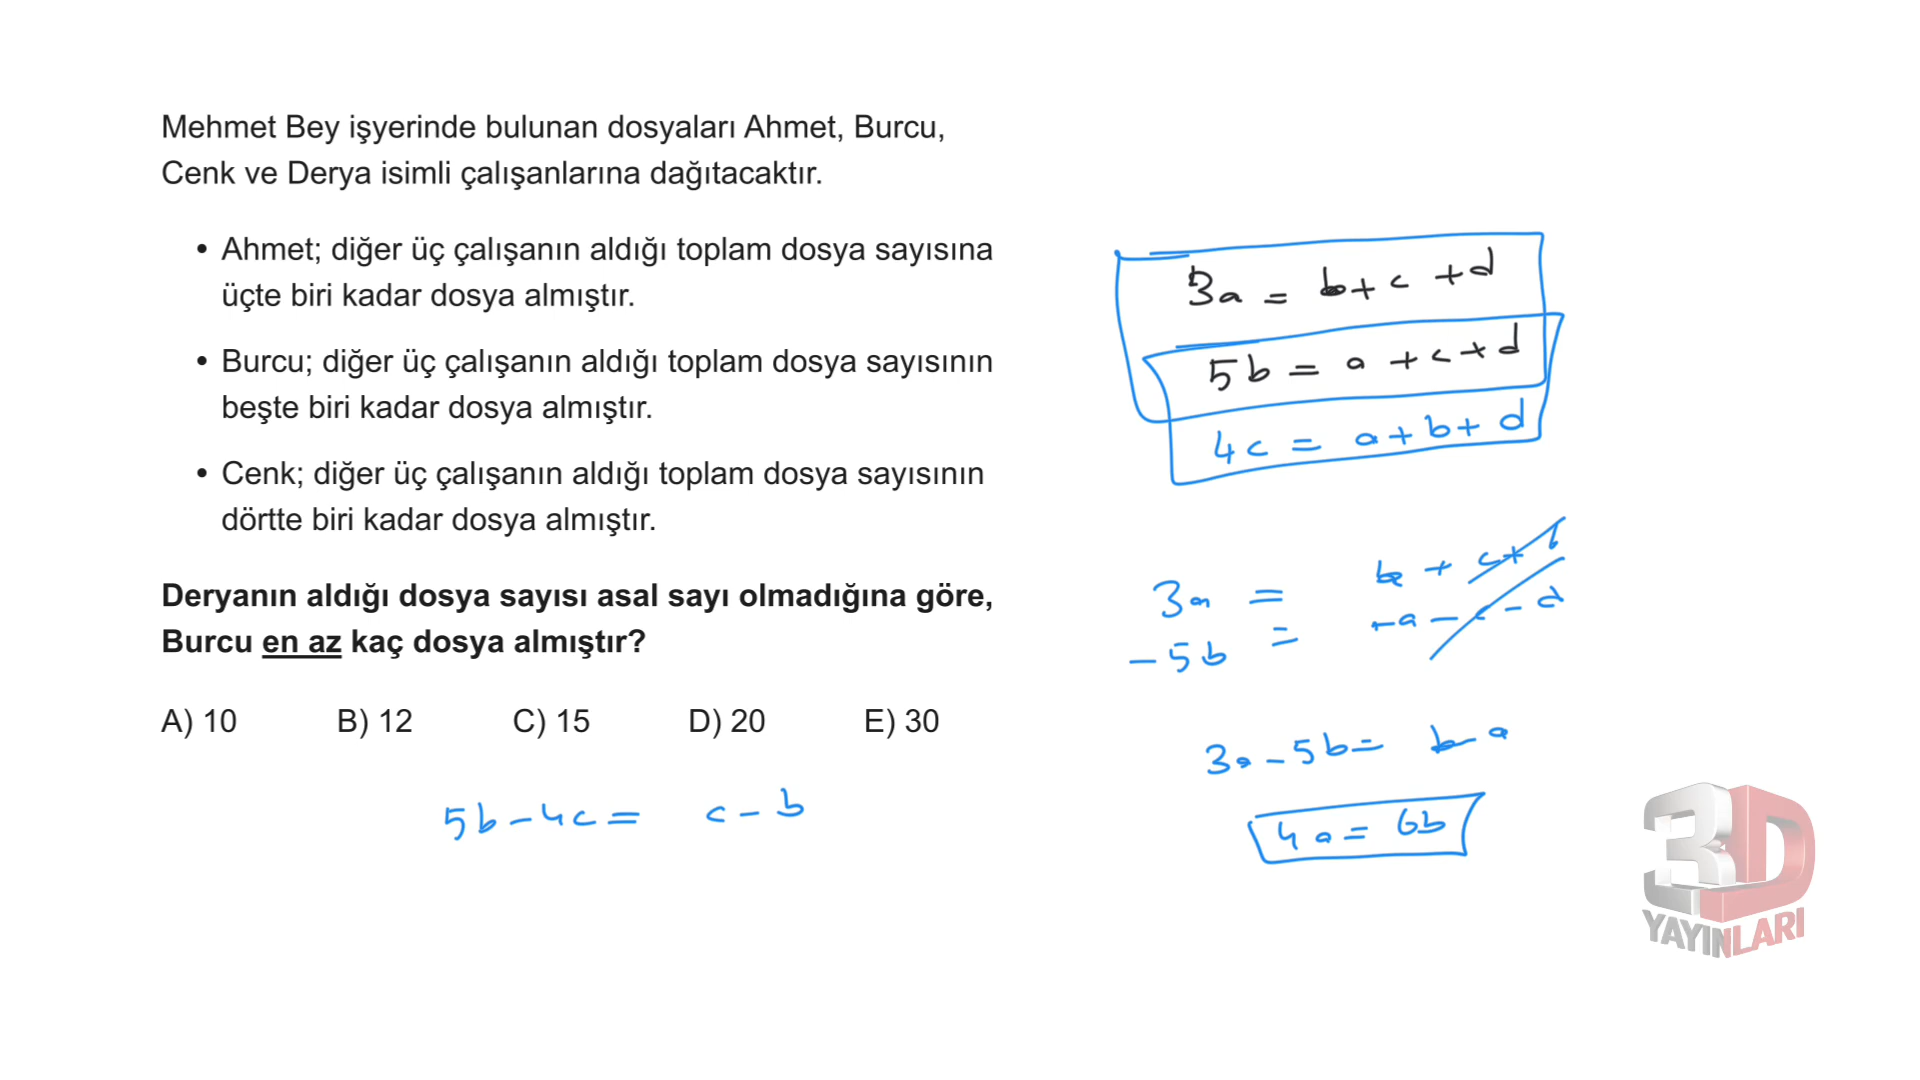 Mehmet Bey işyerinde bulunan dosyaları Ahmet, Burcu,
Cenk ve Derya isimli çalışanlarına dağıtacaktır.
• Ahmet; diğer üç çalışanın aldığı toplam dosya sayısına
üçte biri kadar dosya almıştır.
• Burcu; diğer üç çalışanın aldığı toplam dosya sayısının
beşte biri kadar dosya almıştır.
• Cenk; diğer üç çalışanın aldığı toplam dosya sayısının
dörtte biri kadar dosya almıştır.
Deryanın aldığı dosya sayısı asal sayı olmadığına göre,
Burcu en az kaç dosya almıştır?
A) 10 B) 12 C) 15 D) 20 E) 30
5b-4c= c-b
3a = b+c+d
5b = a+c+d
4c = a+b+d
3a = b + c+
-5b = -a-c-d
3a-5b= b-a
4a= 6b
3D
YAYINLARI